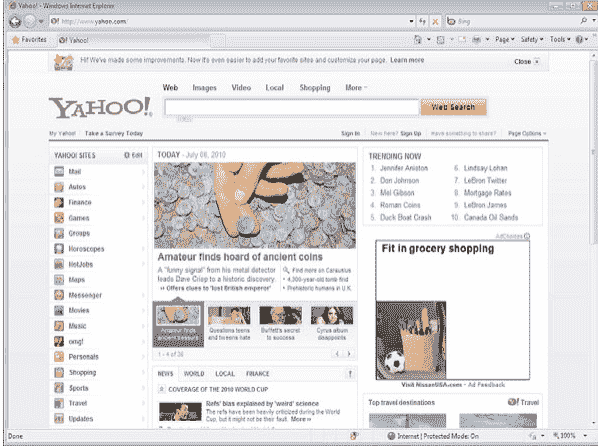 Yahoo! - Windows Internet Explorer
http://www.yahoo.com/
Bing
Favorites
Yahoo!
Page Safety Tools
Hi! We've made some improvements. Now it's even easier to add your favorite sites and customize your page. Learn more
Close
Web Images Video Local Shopping More
YAHOO!
Web Search
My Yahoo! Take a Survey Today
Sign In New here? Sign Up Have something to share? Page Options
YAHOO! SITES Edit
Mail
Autos
Finance
Games
Groups
Horoscopes
HotJobs
Maps
Messenger
Movies
Music
omg!
Personals
Shopping
Sports
Travel
Updates
TODAY - July 08, 2010
Amateur finds hoard of ancient coins
A "funny signal" from his metal detector
leads Dave Crisp to a historic discovery.
Offers clues to 'lost British emperor'
Find more on Carausius
4,000-year-old tomb find
Prehistoric humans in U.K.
Amateur finds
ancient treasure
Questions teens
and tweens hate
Buffett's secret
to success
Cyrus album
disappoints
1 - 4 of 36
NEWS WORLD LOCAL FINANCE
COVERAGE OF THE 2010 WORLD CUP
Refs' bias explained by 'weird' science
The refs have been heavily criticized during the World
Cup, but it might not be their fault. More
TRENDING NOW
1. Jennifer Aniston
2. Don Johnson
3. Mel Gibson
4. Roman Coins
5. Duck Boat Crash
6. Lindsay Lohan
7. LeBron Twitter
8. Mortgage Rates
9. LeBron James
10. Canada Oil Sands
AdChoices
Fit in grocery shopping
Visit NissanUSA.com - Ad Feedback
Top travel destinations
Travel
Done
Internet | Protected Mode: On
100%